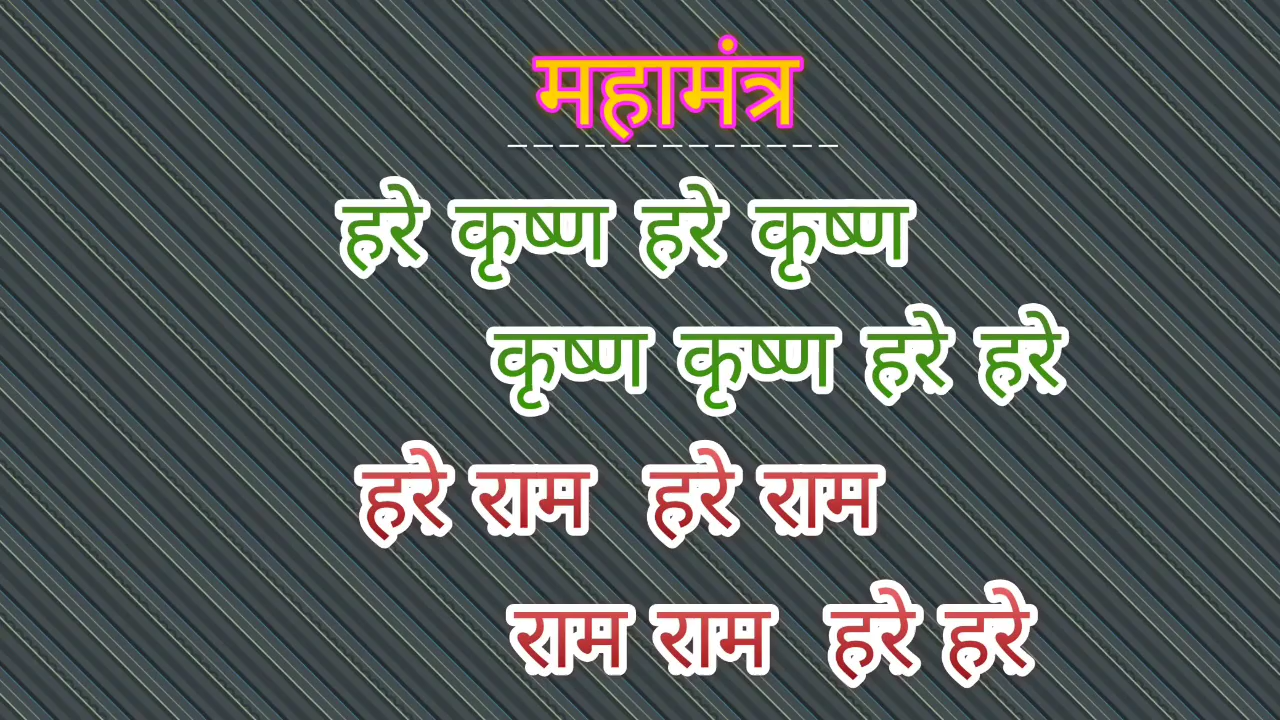 महामंत्र
हरे कृष्ण हरे कृष्ण
कृष्ण कृष्ण हरे हरे
हरे राम हरे राम
राम राम हरे हरे